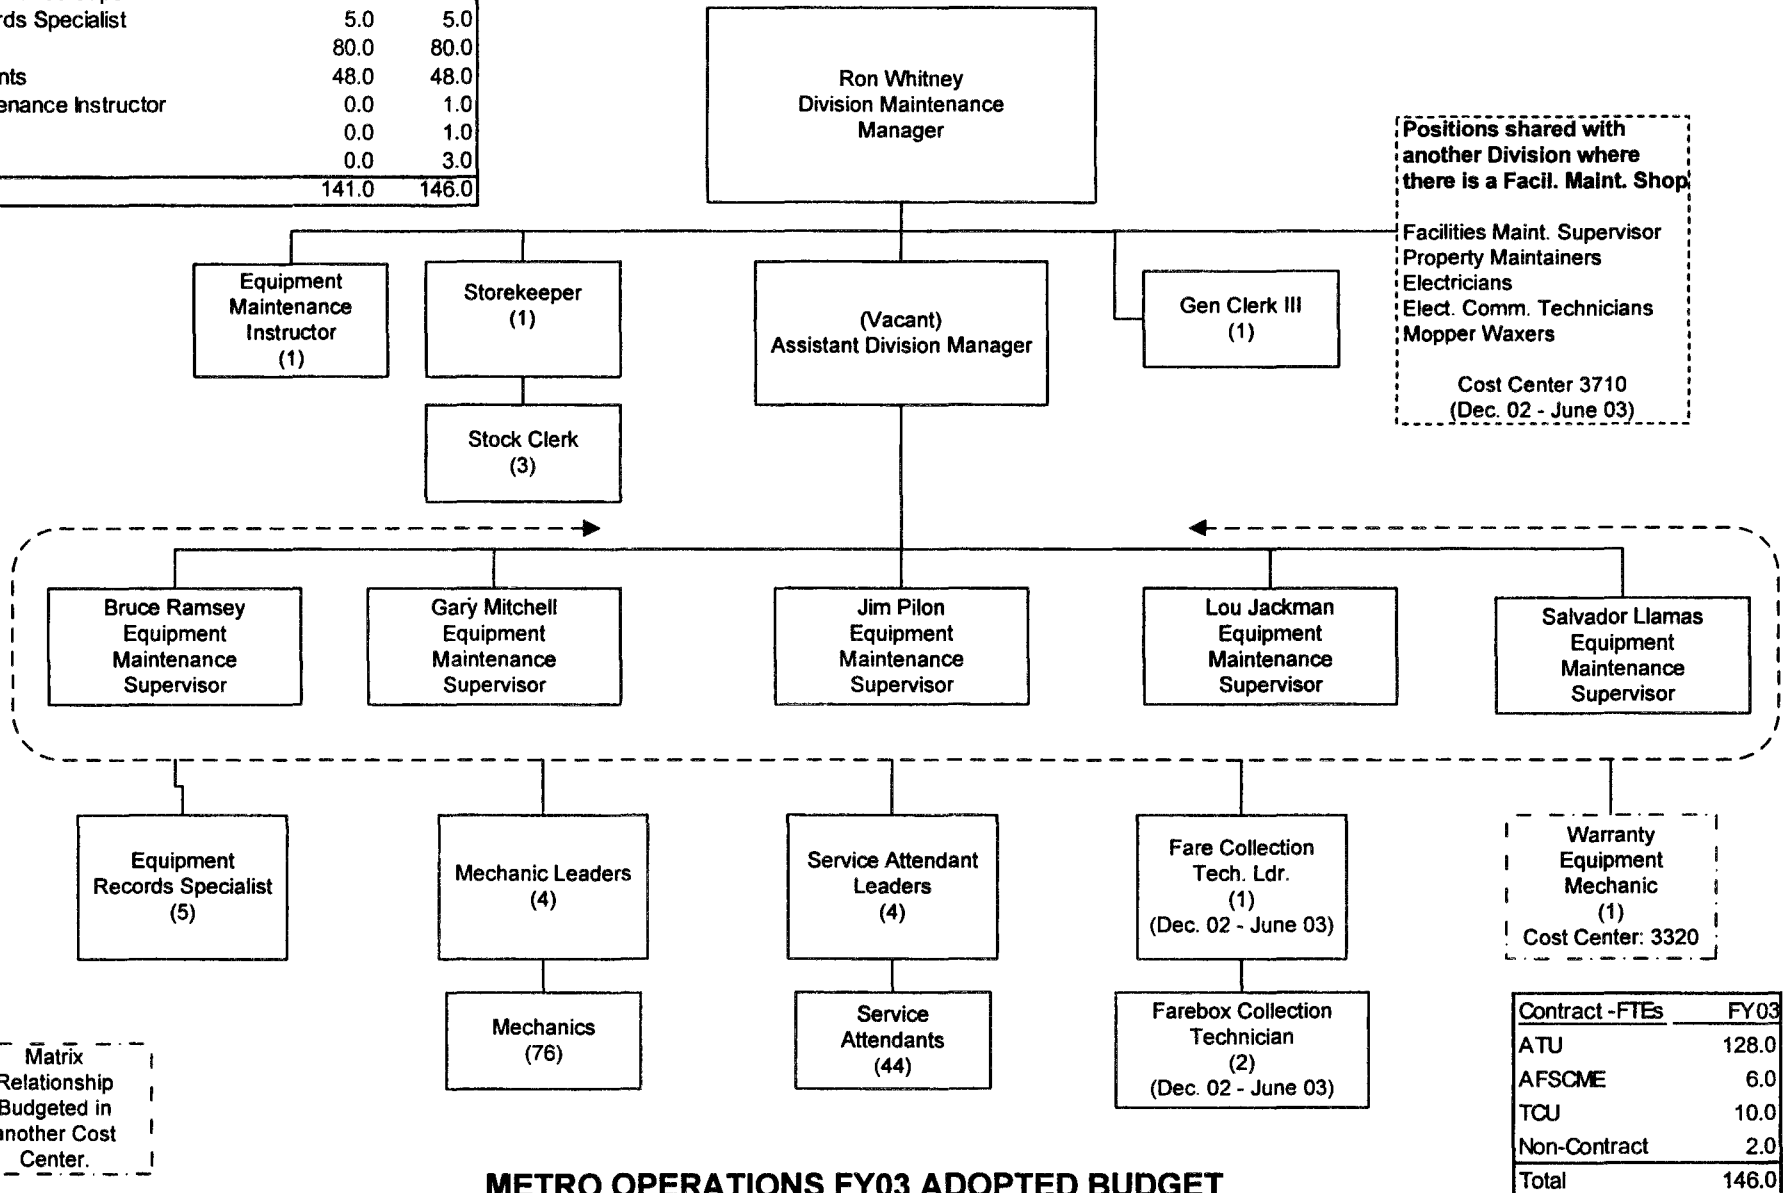 Specialist 5.0 5.0
80.0 80.0
48.0 48.0
Instructor 0.0 1.0
0.0 1.0
0.0 3.0
141.0 146.0
Ron Whitney
Division Maintenance
Manager
Positions shared with
another Division where
there is a Facil. Maint. Shop
Facilities Maint. Supervisor
Property Maintainers
Electricians
Elect. Comm. Technicians
Mopper Waxers
Cost Center 3710
(Dec. 02 - June 03)
Equipment
Maintenance
Instructor
(1)
Storekeeper
(1)
(Vacant)
Assistant Division Manager
Gen Clerk III
(1)
Stock Clerk
(3)
Bruce Ramsey
Equipment
Maintenance
Supervisor
Gary Mitchell
Equipment
Maintenance
Supervisor
Jim Pilon
Equipment
Maintenance
Supervisor
Lou Jackman
Equipment
Maintenance
Supervisor
Salvador Llamas
Equipment
Maintenance
Supervisor
Equipment
Records Specialist
(5)
Mechanic Leaders
(4)
Service Attendant
Leaders
(4)
Fare Collection
Tech. Ldr.
(1)
(Dec. 02 - June 03)
Warranty
Equipment
Mechanic
(1)
Cost Center: 3320
Mechanics
(76)
Service
Attendants
(44)
Farebox Collection
Technician
(2)
(Dec. 02 - June 03)
Matrix
Relationship
Budgeted in
another Cost
Center.
Contract -FTEs FY03
ATU 128.0
AFSCME 6.0
TCU 10.0
Non-Contract 2.0
Total 146.0
METRO OPERATIONS FY03 ADOPTED BUDGET